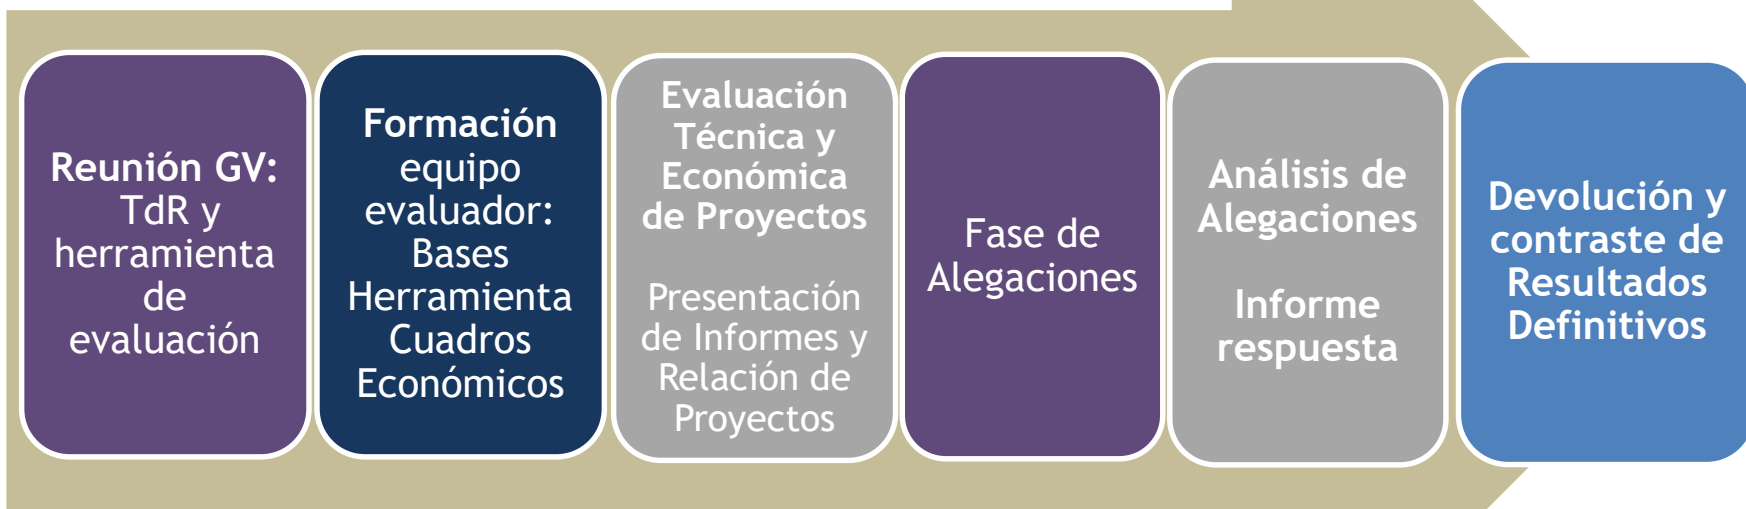 Reunión GV:
TdR y
herramienta
de
evaluación
Formación
equipo
evaluador:
Bases
Herramienta
Cuadros
Económicos
Evaluación
Técnica y
Económica
de Proyectos
Presentación
de Informes y
Relación de
Proyectos
Fase de
Alegaciones
Análisis de
Alegaciones
Informe
respuesta
Devolución y
contraste de
Resultados
Definitivos